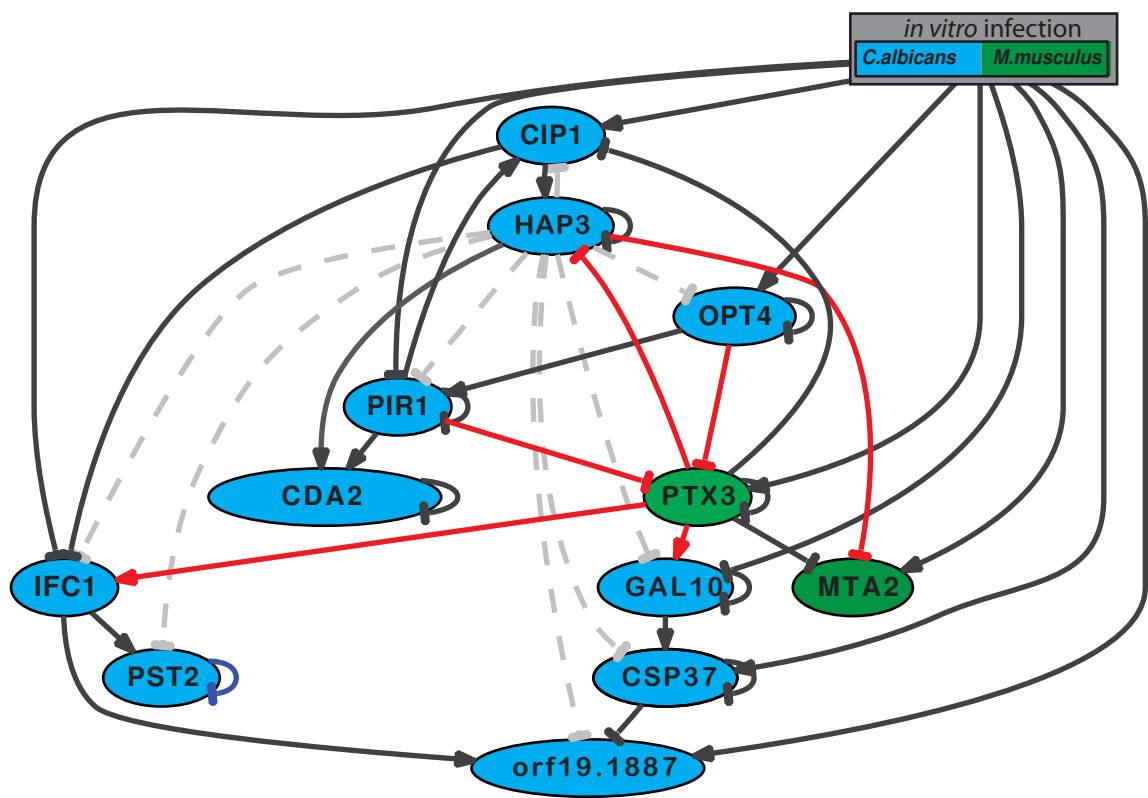 in vitro infection
C.albicans M.musculus
CIP1
HAP3
OPT4
PIR1
CDA2
PTX3
IFC1
GAL10
MTA2
PST2
CSP37
orf19.1887